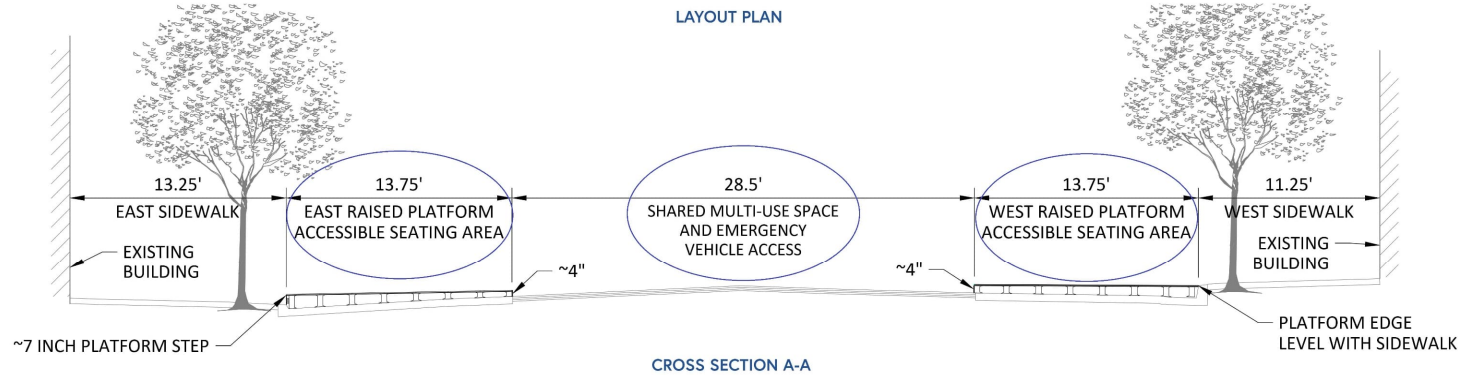 LAYOUT PLAN
13.25'
EAST SIDEWALK
13.75'
EAST RAISED PLATFORM
ACCESSIBLE SEATING AREA
28.5'
SHARED MULTI-USE SPACE
AND EMERGENCY
VEHICLE ACCESS
13.75'
WEST RAISED PLATFORM
ACCESSIBLE SEATING AREA
11.25'
WEST SIDEWALK
EXISTING
BUILDING
~4"
~4"
EXISTING
BUILDING
~7 INCH PLATFORM STEP
PLATFORM EDGE
LEVEL WITH SIDEWALK
CROSS SECTION A-A